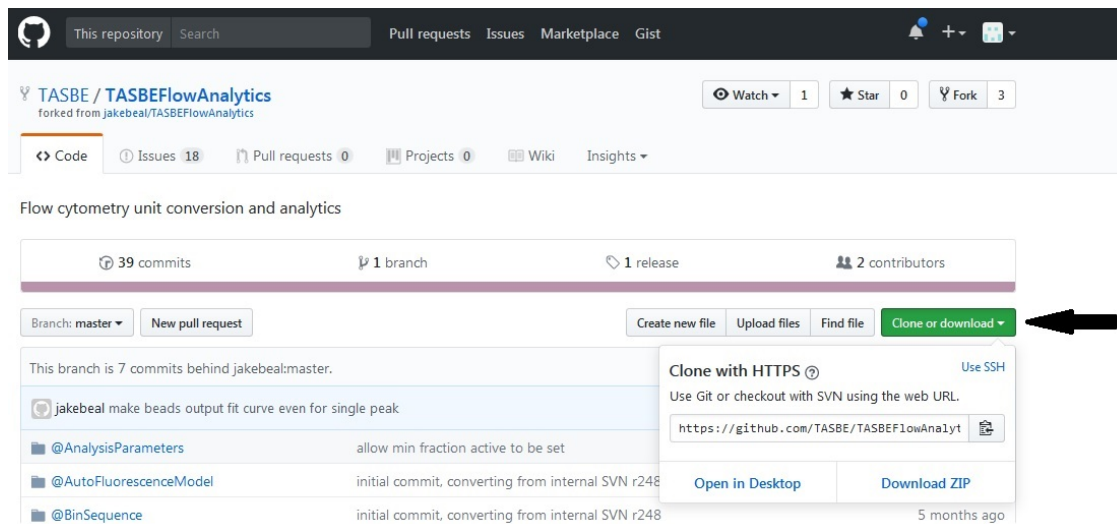 This repository Search Pull requests Issues Marketplace Gist
TASBE / TASBEFlowAnalytics
forked from jakebeal/TASBEFlowAnalytics
Watch 1 Star 0 Fork 3
Code Issues 18 Pull requests 0 Projects 0 Wiki Insights
Flow cytometry unit conversion and analytics
39 commits 1 branch 1 release 2 contributors
Branch: master New pull request Create new file Upload files Find file Clone or download
This branch is 7 commits behind jakebeal:master.
jakebeal make beads output fit curve even for single peak
@AnalysisParameters allow min fraction active to be set
@AutoFluorescenceModel initial commit, converting from internal SVN r248
@BinSequence initial commit, converting from internal SVN r248 5 months ago
Clone with HTTPS ? Use SSH
Use Git or checkout with SVN using the web URL.
https://github.com/TASBE/TASBEFlowAnalyt
Open in Desktop Download ZIP